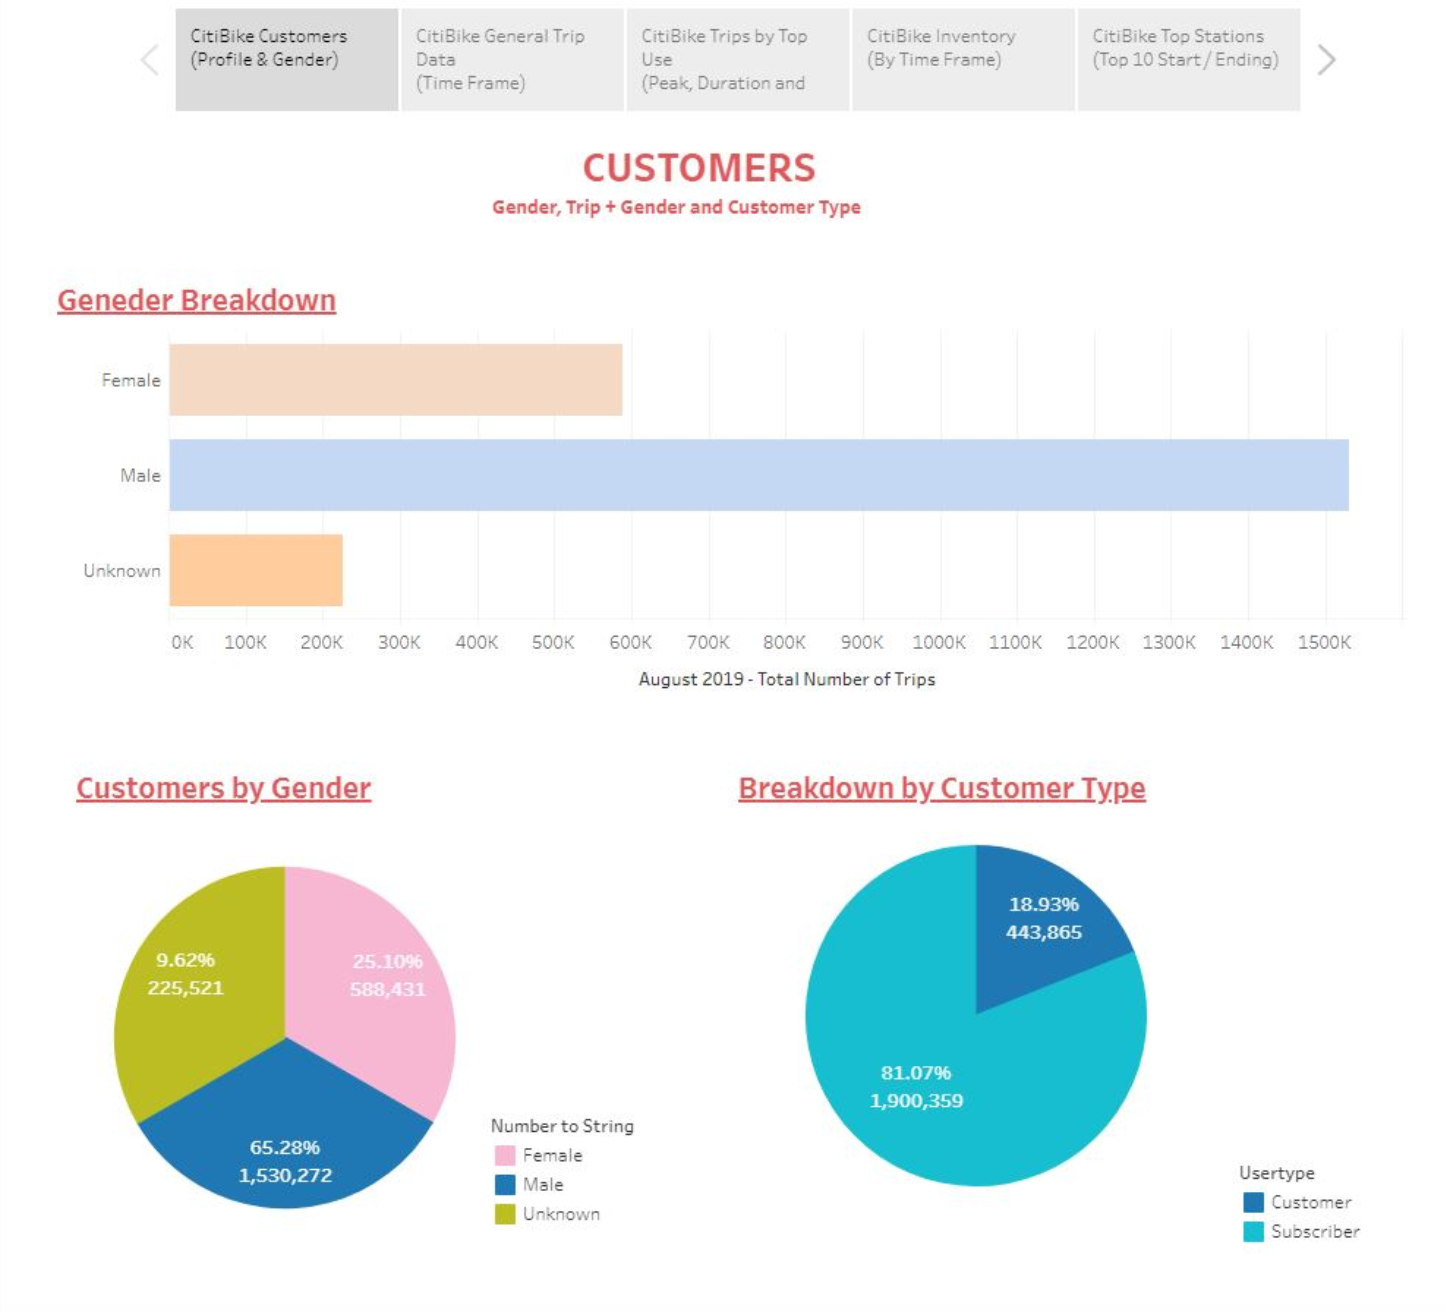 CitiBike Customers
(Profile & Gender)
CitiBike General Trip
Data
(Time Frame)
CitiBike Trips by Top
Use
(Peak, Duration and
CitiBike Inventory
(By Time Frame)
CitiBike Top Stations
(Top 10 Start / Ending)
CUSTOMERS
Gender, Trip + Gender and Customer Type
Geneder Breakdown
Female
Male
Unknown
0K 100K 200K 300K 400K 500K 600K 700K 800K 900K 1000K 1100K 1200K 1300K 1400K 1500K
August 2019 - Total Number of Trips
Customers by Gender
9.62%
225,521
25.10%
588,431
65.28%
1,530,272
Number to String
Female
Male
Unknown
Breakdown by Customer Type
18.93%
443,865
81.07%
1,900,359
Usertype
Customer
Subscriber